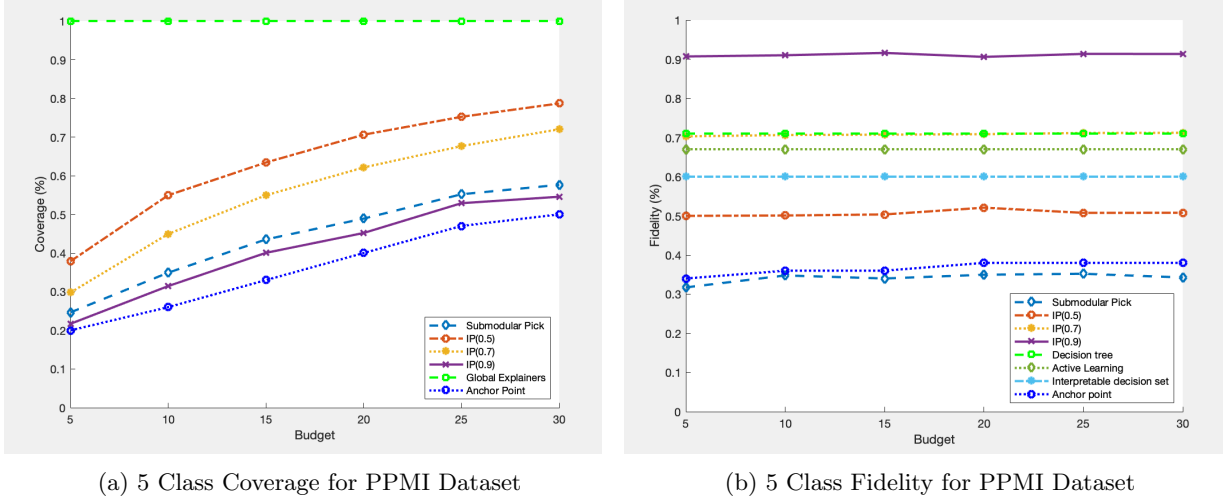 1
0.9
0.8
0.7
0.6
0.5
0.4
0.3
0.2
0.1
0
Coverage (%)
5
10
15
20
25
30
Budget
Submodular Pick
IP(0.5)
IP(0.7)
IP(0.9)
Global Explainers
Anchor Point
(a) 5 Class Coverage for PPMI Dataset
1
0.9
0.8
0.7
0.6
0.5
0.4
0.3
0.2
0.1
0
Fidelity (%)
5
10
15
20
25
30
Budget
Submodular Pick
IP(0.5)
IP(0.7)
IP(0.9)
Decision tree
Active Learning
Interpretable decision set
Anchor point
(b) 5 Class Fidelity for PPMI Dataset